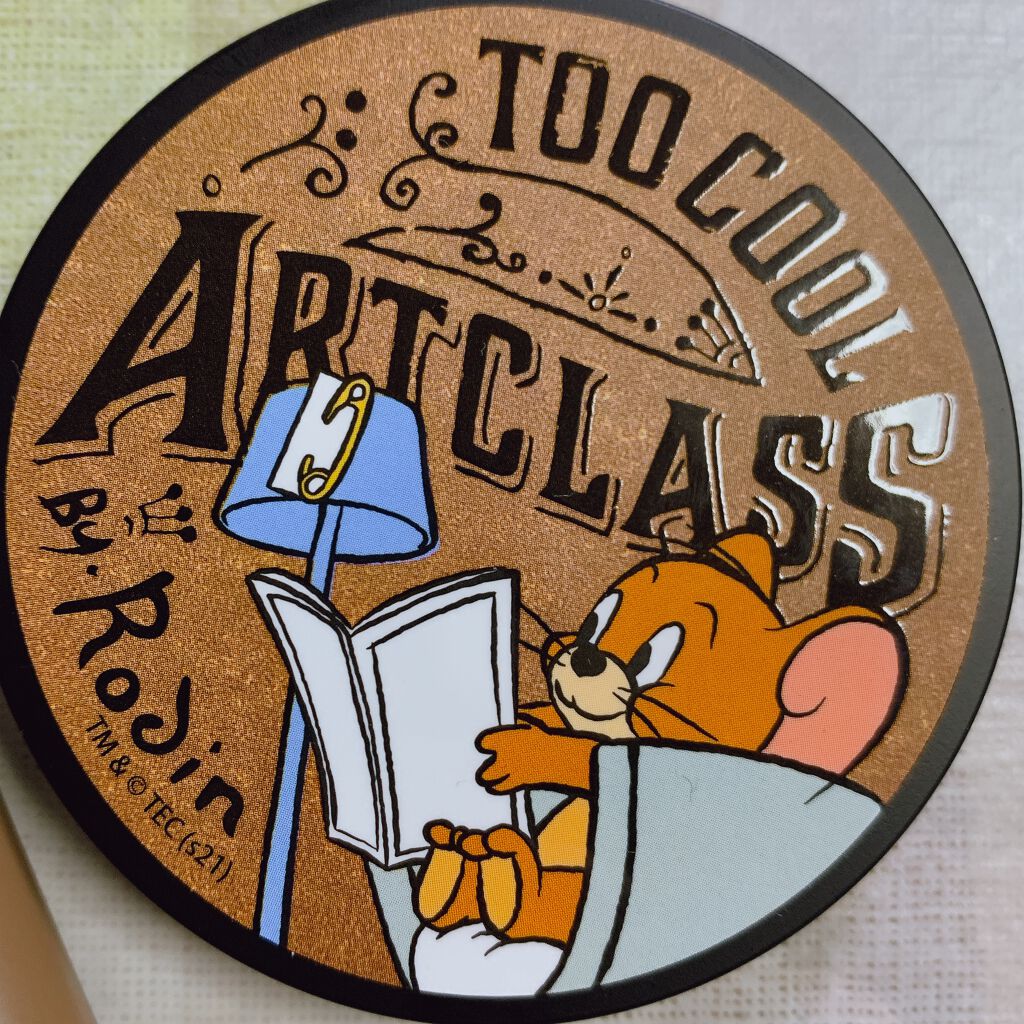 TOO COOL
ARTCLASS
By. Rodin
TM & © TEC (s21)